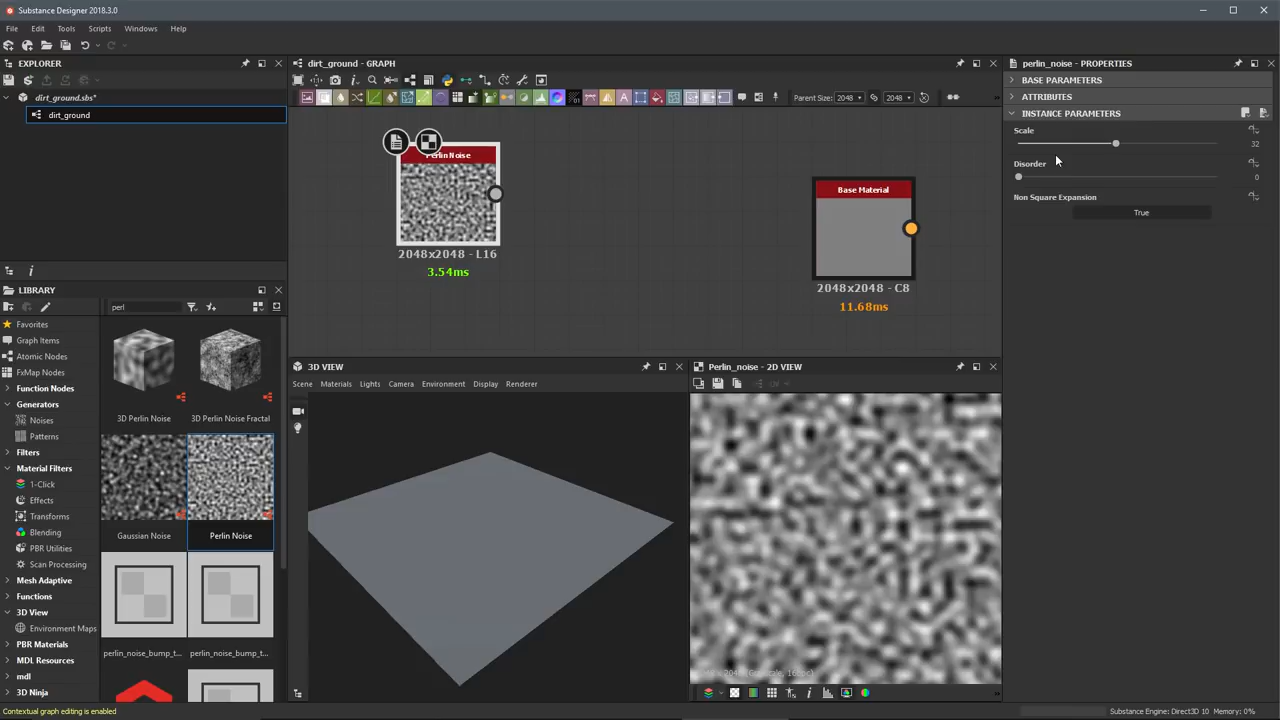 Substance Designer 2018.3.0
File Edit Tools Scripts Windows Help
EXPLORER
dirt_ground.sbs*
dirt_ground
LIBRARY
perl
Favorites
Graph Items
Atomic Nodes
FxMap Nodes
Function Nodes
Generators
Noises
Patterns
Filters
Material Filters
1-Click
Effects
Transforms
Blending
PBR Utilities
Scan Processing
Mesh Adaptive
Functions
3D View
Environment Maps
PBR Materials
MDL Resources
mdl
3D Ninja
3D Perlin Noise
3D Perlin Noise Fractal
Gaussian Noise
Perlin Noise
perlin_noise_bump_t...
perlin_noise_bump_t...
dirt_ground - GRAPH
Parent Size: 2048 2048
Perlin Noise
2048x2048 - L16
3.54ms
Base Material
2048x2048 - C8
11.68ms
3D VIEW
Scene Materials Lights Camera Environment Display Renderer
Perlin_noise - 2D VIEW
UV
perlin_noise - PROPERTIES
BASE PARAMETERS
ATTRIBUTES
INSTANCE PARAMETERS
Scale
32
Disorder
0
Non Square Expansion
True
Contextual graph editing is enabled
Substance Engine: Direct3D 10 Memory: 0%